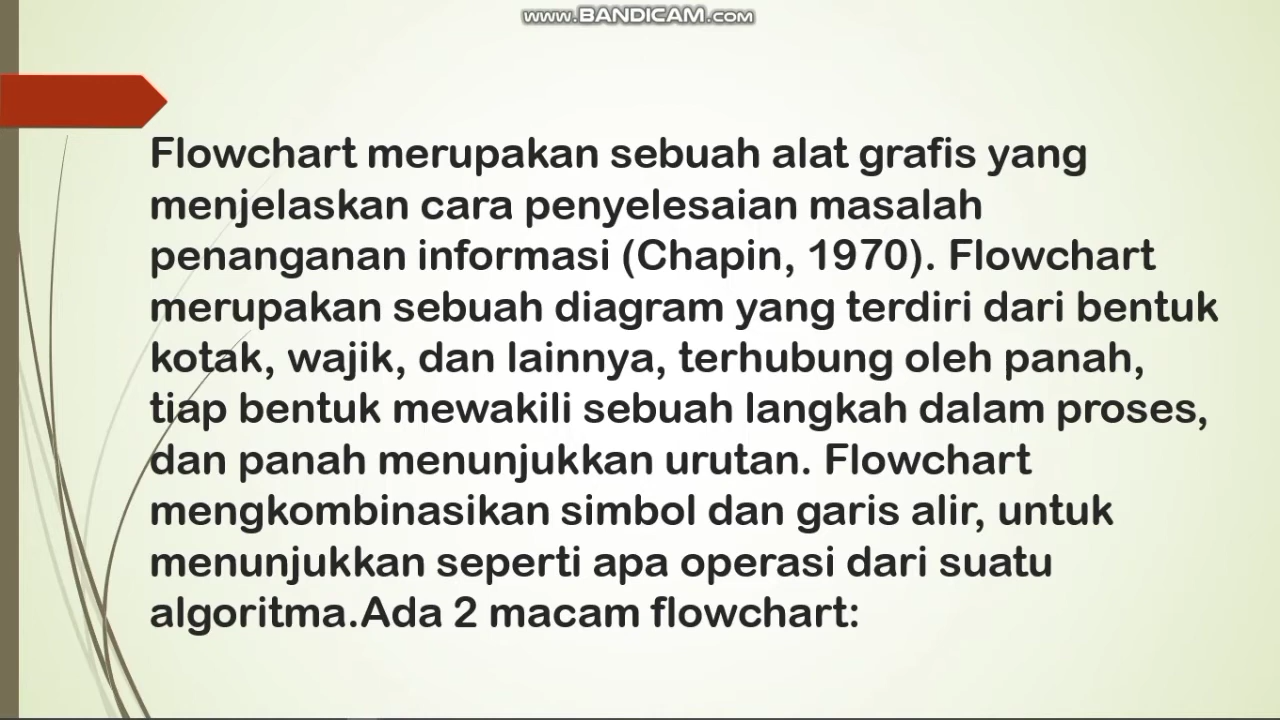 www.BANDICAM.com
Flowchart merupakan sebuah alat grafis yang
menjelaskan cara penyelesaian masalah
penanganan informasi (Chapin, 1970). Flowchart
merupakan sebuah diagram yang terdiri dari bentuk
kotak, wajik, dan lainnya, terhubung oleh panah,
tiap bentuk mewakili sebuah langkah dalam proses,
dan panah menunjukkan urutan. Flowchart
mengkombinasikan simbol dan garis alir, untuk
menunjukkan seperti apa operasi dari suatu
algoritma.Ada 2 macam flowchart: